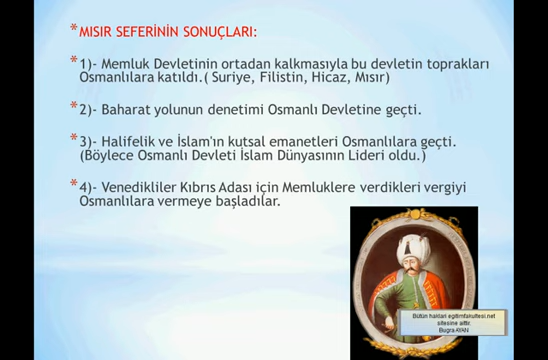 * MISIR SEFERİNİN SONUÇLARI:
* 1)- Memluk Devletinin ortadan kalkmasıyla bu devletin toprakları
Osmanlılara katıldı.( Suriye, Filistin, Hicaz, Mısır)
* 2)- Baharat yolunun denetimi Osmanlı Devletine geçti.
* 3)- Halifelik ve İslam'ın kutsal emanetleri Osmanlılara geçti.
(Böylece Osmanlı Devleti İslam Dünyasının Lideri oldu.)
* 4)- Venedikliler Kıbrıs Adası için Memluklere verdikleri vergiyi
Osmanlılara vermeye başladılar.
Bütün hakları egitimfakultesi.net
sitesine aittir.
Bugra AYAN